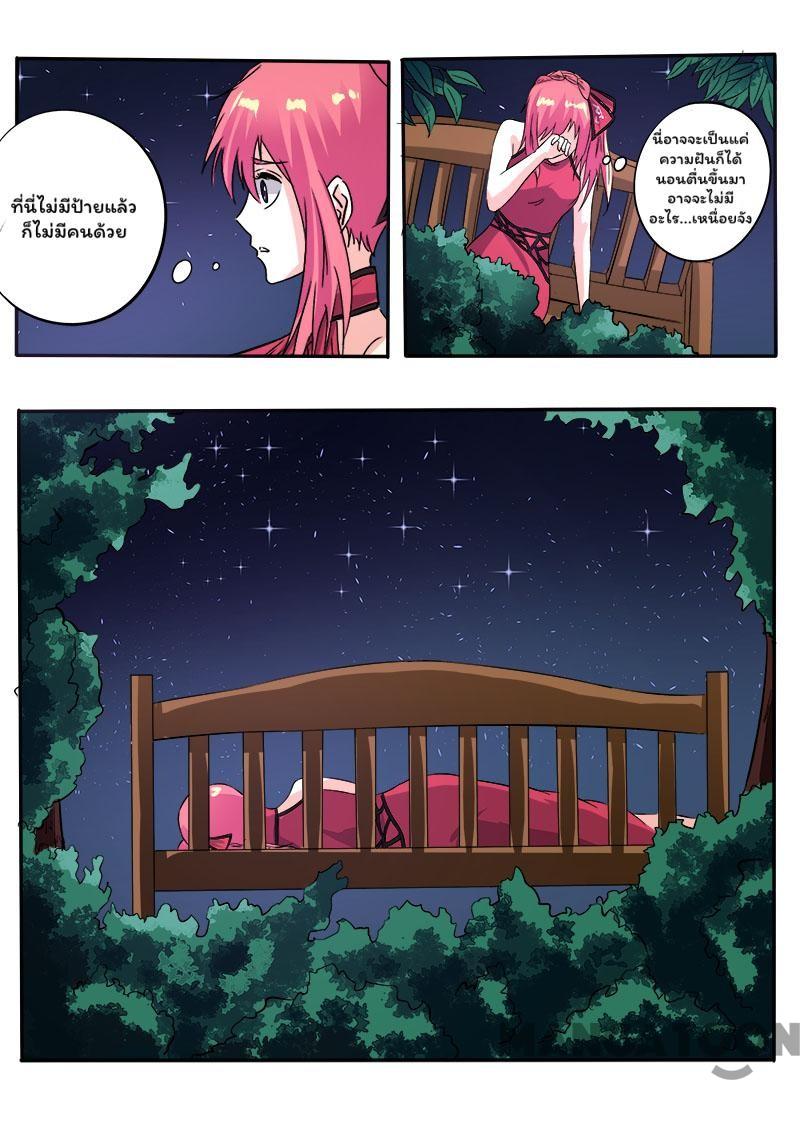 ที่นี่ไม่มีป้ายแล้ว
ก็ไม่มีคนด้วย
นี่อาจจะเป็นแค่
ความฝันก็ได้
นอนตื่นขึ้นมา
อาจจะไม่มี
อะไร...เหนื่อยจัง
MANGATOON